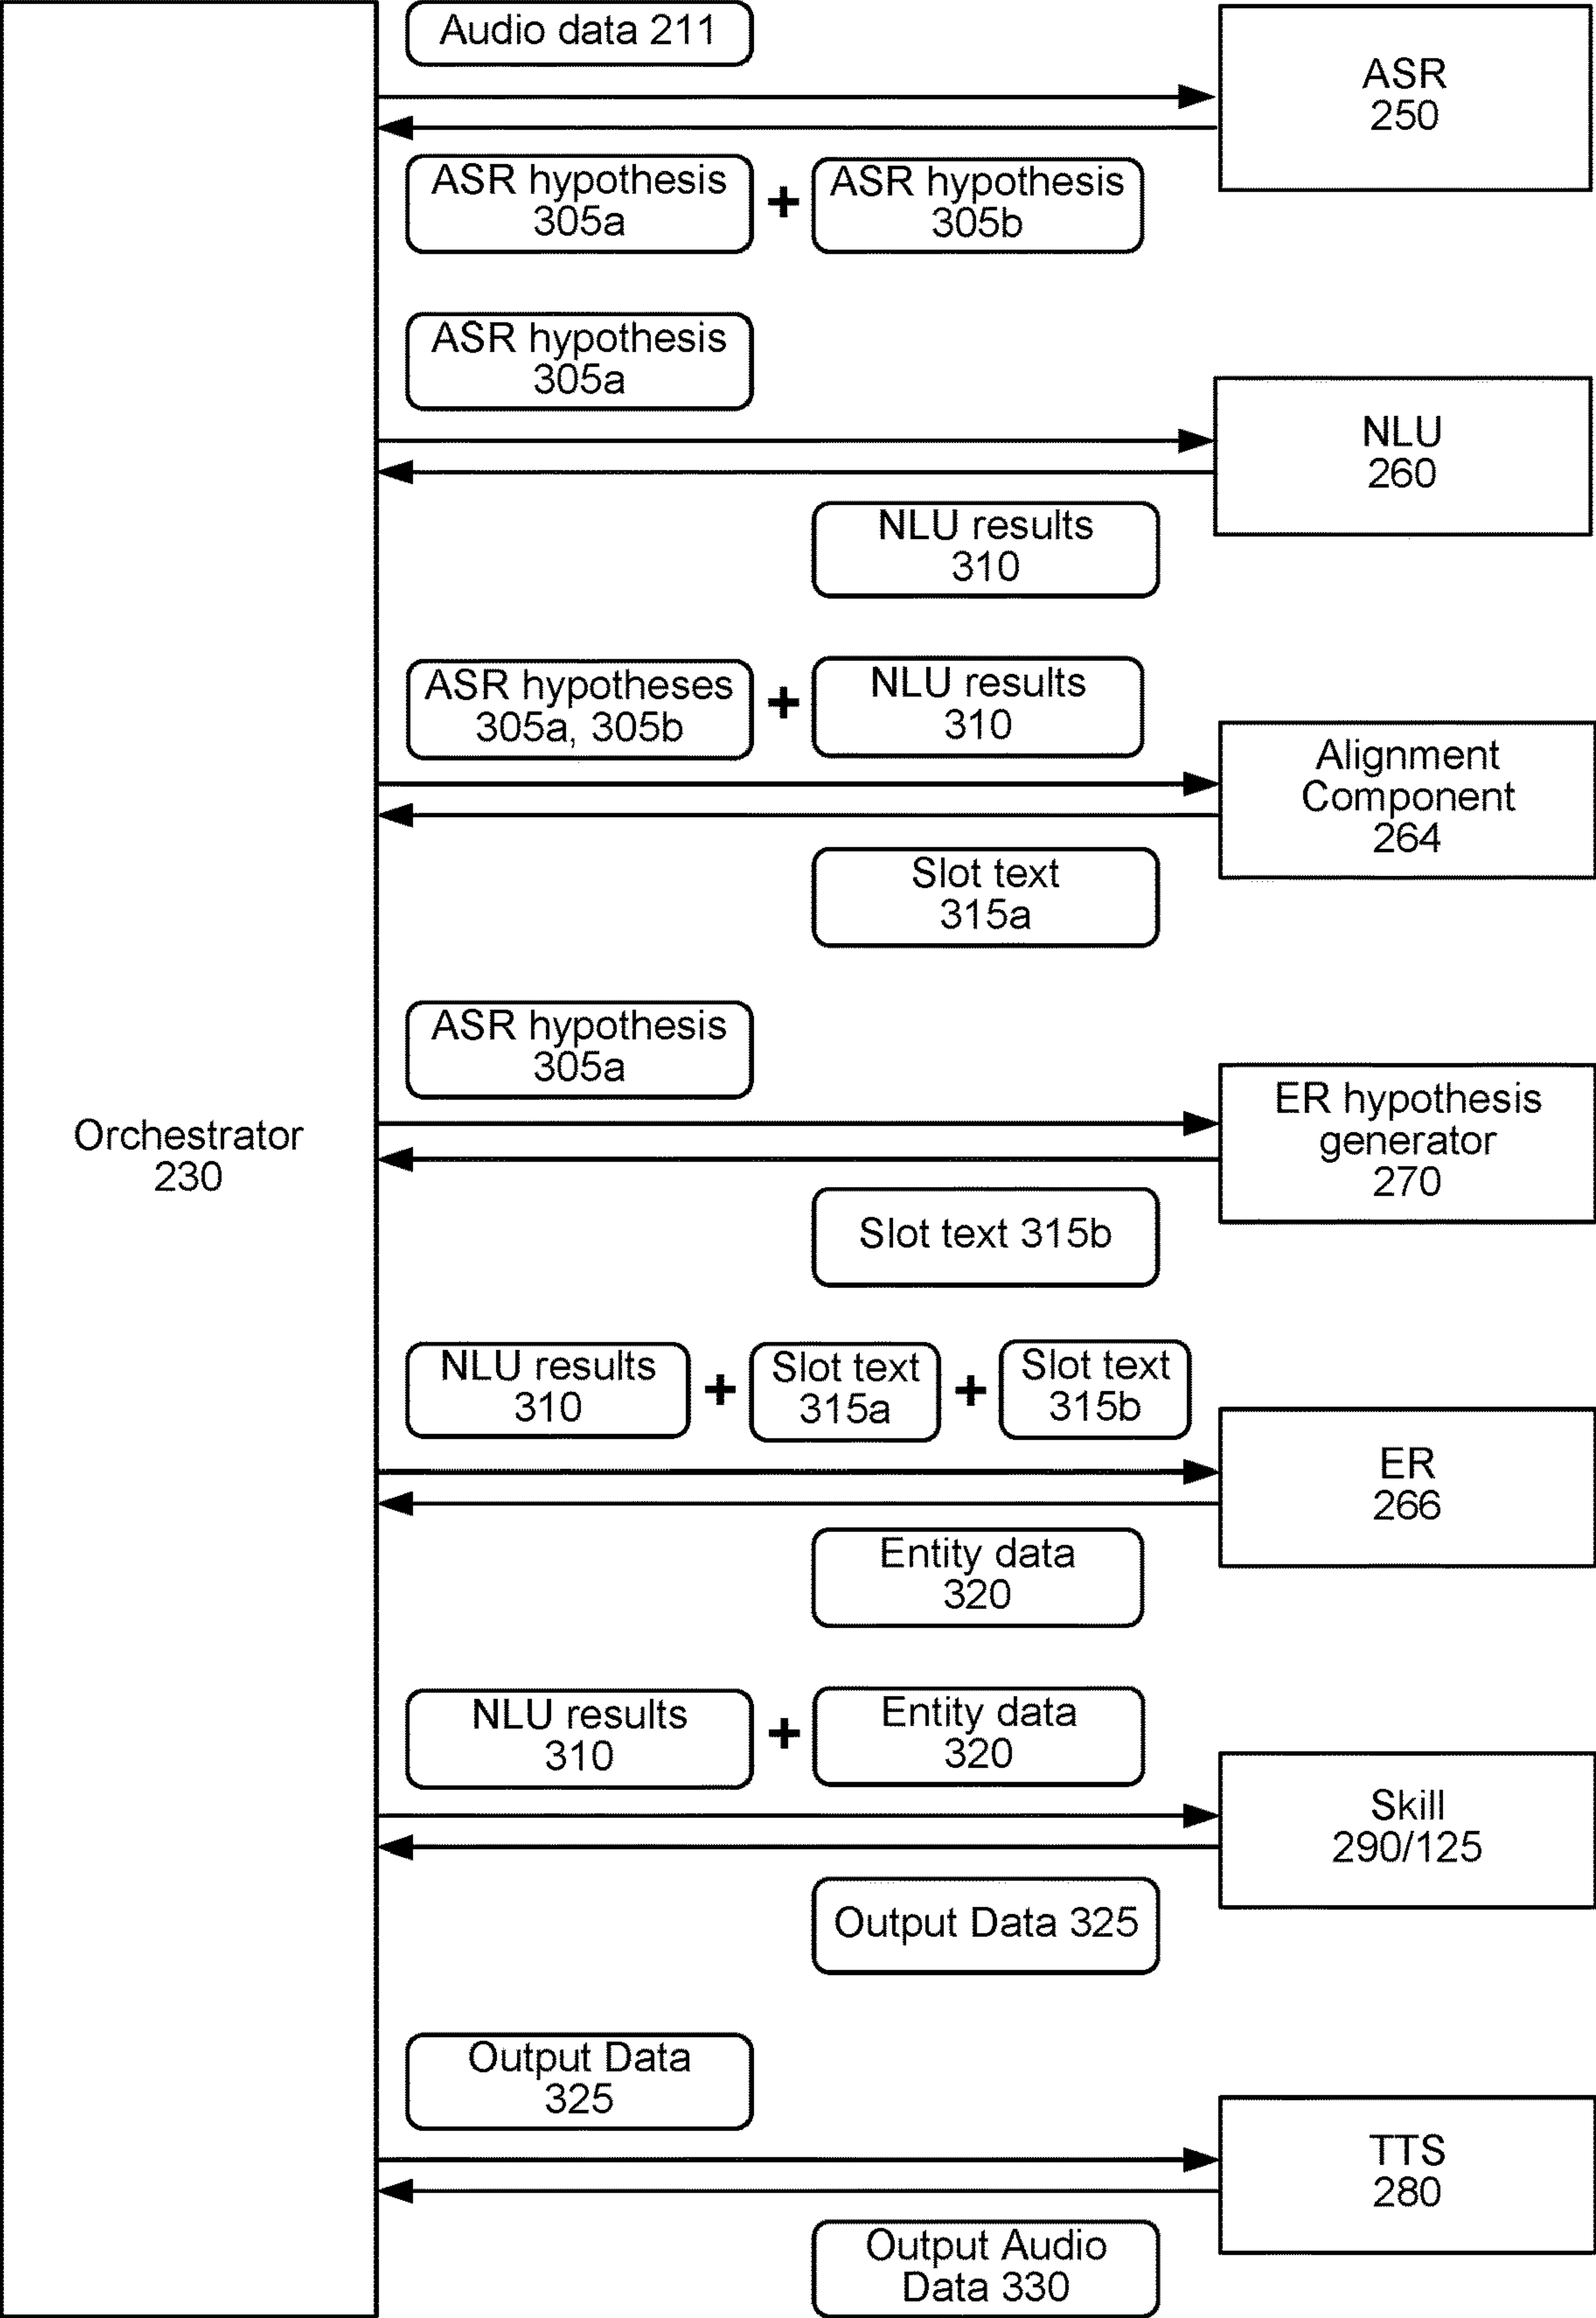 Audio data 211
ASR
250
ASR hypothesis
305a
+
ASR hypothesis
305b
ASR hypothesis
305a
NLU
260
NLU results
310
ASR hypotheses
305a, 305b
+
NLU results
310
Alignment
Component
264
Slot text
315a
ASR hypothesis
305a
Orchestrator
230
ER hypothesis
generator
270
Slot text 315b
NLU results
310
+
Slot text
315a
+
Slot text
315b
ER
266
Entity data
320
NLU results
310
+
Entity data
320
Skill
290/125
Output Data 325
Output Data
325
TTS
280
Output Audio
Data 330